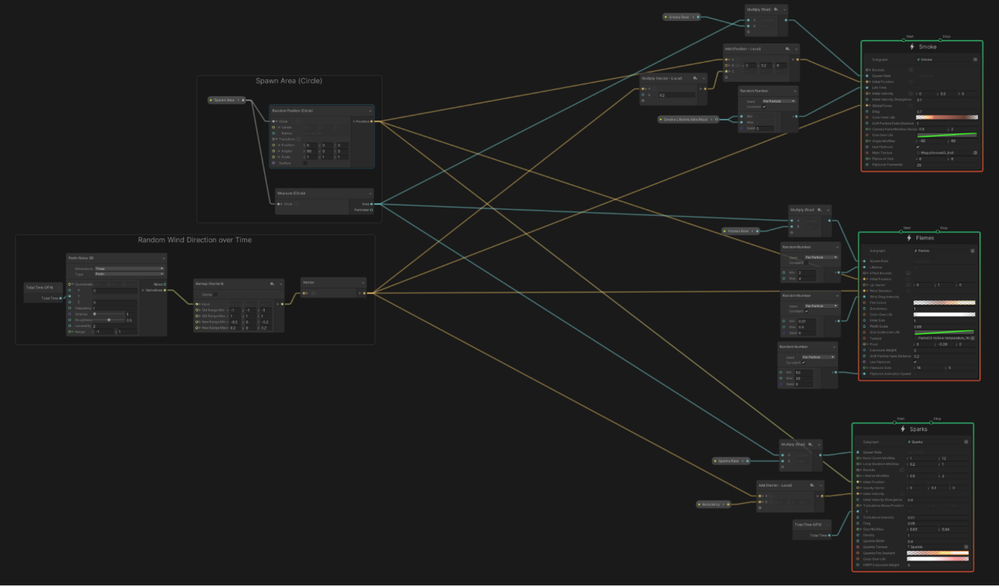 Spawn Area (Circle)
Spawn Area
Random Position (Circle)
Circle
Center
Radius
Transform
Position x 0 y 0 z 0
Angles x 90 y 0 z 0
Scale x 1 y 1 z 1
Surface
Position
Measure (Circle)
Circle
Area
Perimeter
Random Wind Direction over Time
Total Time (VFX)
Total Time
Perlin Noise 3D
Dimensions Three
Type Perlin
Coordinate
X 0
Y
Z 0
Frequency 1
Octaves 1
Roughness 0.5
Lacunarity 2
Range x -1 y 1
Noise
Derivatives
Remap (Vector3)
Clamp
Input
Old Range Min x -1 y -1 z -1
Old Range Max x 1 y 1 z 1
New Range Min x -0.2 y 0 z -0.2
New Range Max x 0.2 y 0 z 0.2
Vector
Smoke Rate
Multiply (float)
A
B
Add (Position - Local)
A
B x 0 y 0.2 z 0
C
Multiply (Vector - Local)
A
B 0.2
Smoke Lifetime (Min/Max)
Random Number
Seed Per Particle
Constant
Min
Max
Seed 0
Start Stop
Smoke
Subgraph Smoke
Bounds
Spawn Rate
Initial Position
Life Time
Initial Velocity x 0 y 0.5 z 0
Initial Velocity Divergence 0.1
Global Force
Drag 0.7
Color Over Life
Soft Particle Fade Distance 1
Camera Fade Min/Max Distan x 0.5 y 2
Size Over Life
Angle Min/Max x -60 y 60
Use Flipbook
Main Texture WispySmoke02_8x8
Flipbook Size x 8 y 8
Flipbook Framerate 25
Flames Rate
Multiply (float)
A
B
Random Number
Seed Per Particle
Constant
Min 2
Max 4
Random Number
Seed Per Particle
Constant
Min 0.01
Max 0.5
Seed 0
Random Number
Seed Per Particle
Constant
Min 50
Max 35
Seed 0
Start Stop
Flames
Subgraph Flames
Spawn Rate
Lifetime
Effect Bounds
Initial Position
Up Vector x 0 y 1 z 0
Wind Direction
Wind Drag Intensity
Fire Colors
Smokiness 1
Color Over Life
Initial Size 1
Width Scale
Size Scale over Life
Texture
Pivot x 0 y -0.28 z 0
Exposure Weight 0
Soft Particle Fade Distance 0.2
Use Flipbook
Flipbook Size x 16 y 5
Flipbook Animation Speed
Sparks Rate
Multiply (float)
A
B
Buoyancy
Add (Vector - Local)
A
B
Total Time (VFX)
Total Time
Start Stop
Sparks
Subgraph Sparks
Spawn Rate
Burst Count Min/Max x 1 y 12
Loop Duration Min/Max x 0.2 y 1
Bounds
Lifetime Min/Max x 0.5 y 2
Initial Position
Gravity Vector x 0 y 0.2 z 0
Initial Velocity
Initial Velocity Divergence 0.4
Turbulence Noise Position
Y
Turbulence Intensity 0.01
Drag 0.05
Size Min/Max x 0.02 y 0.04
Density 1
Sparkle Width 0.4
Sparkle Texture Sparkle
Sparkle Fire Gradient
Color Over Life
HDRP Exposure Weight 0